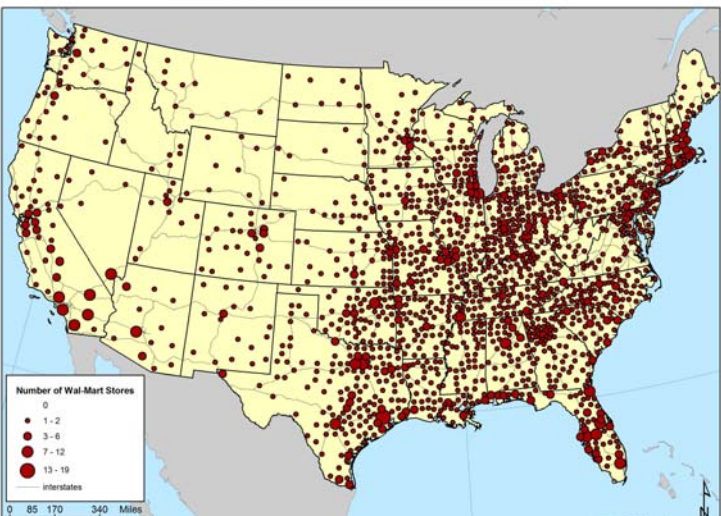 Number of Wal-Mart Stores
0
1 - 2
3 - 6
7 - 12
13 - 19
interstates
0 85 170 340 Miles
N